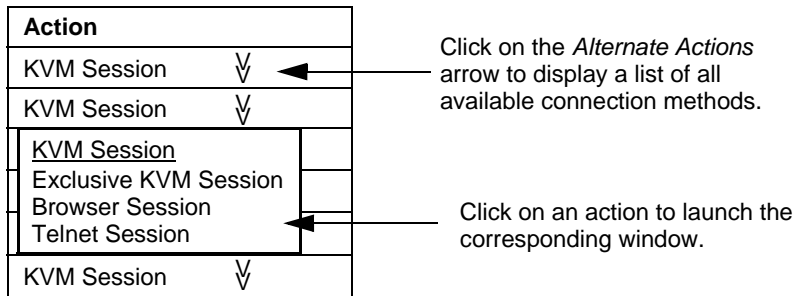 Action
KVM Session
KVM Session
KVM Session
Exclusive KVM Session
Browser Session
Telnet Session
KVM Session
Click on the Alternate Actions
arrow to display a list of all
available connection methods.
Click on an action to launch the
corresponding window.